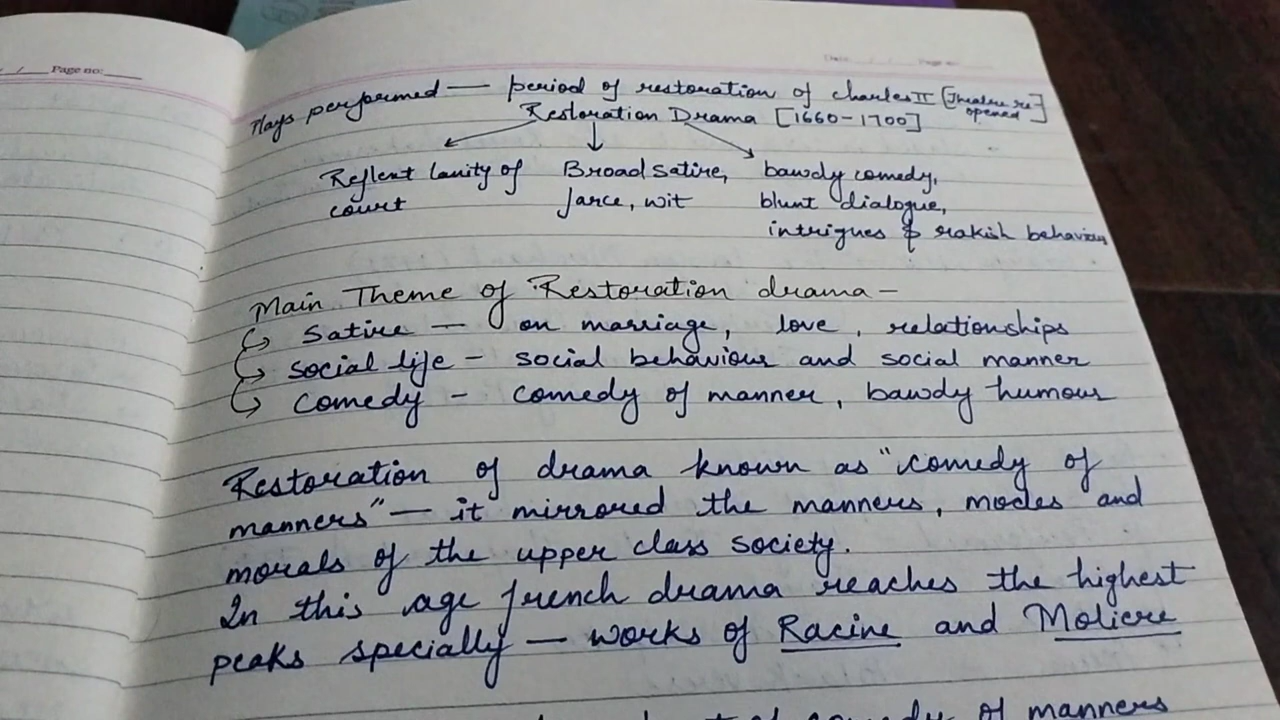 Page no:
Plays performed — period of restoration of charles II [Theatre re opened]
Restoration Drama [1660-1700]
Reflent lavity of court
Broad satire, farce, wit
bawdy comedy, blunt dialogue, intrigues & rakish behaviour
Main Theme of Restoration drama -
Satire — on marriage, love, relationships
social life - social behaviour and social manner
comedy - comedy of manner, bawdy humour
Restoration of drama known as "comedy of
manners" — it mirrored the manners, modes and
morals of the upper class society.
In this age french drama reaches the highest
peaks specially — works of Racine and Moliere
of comedy of manners